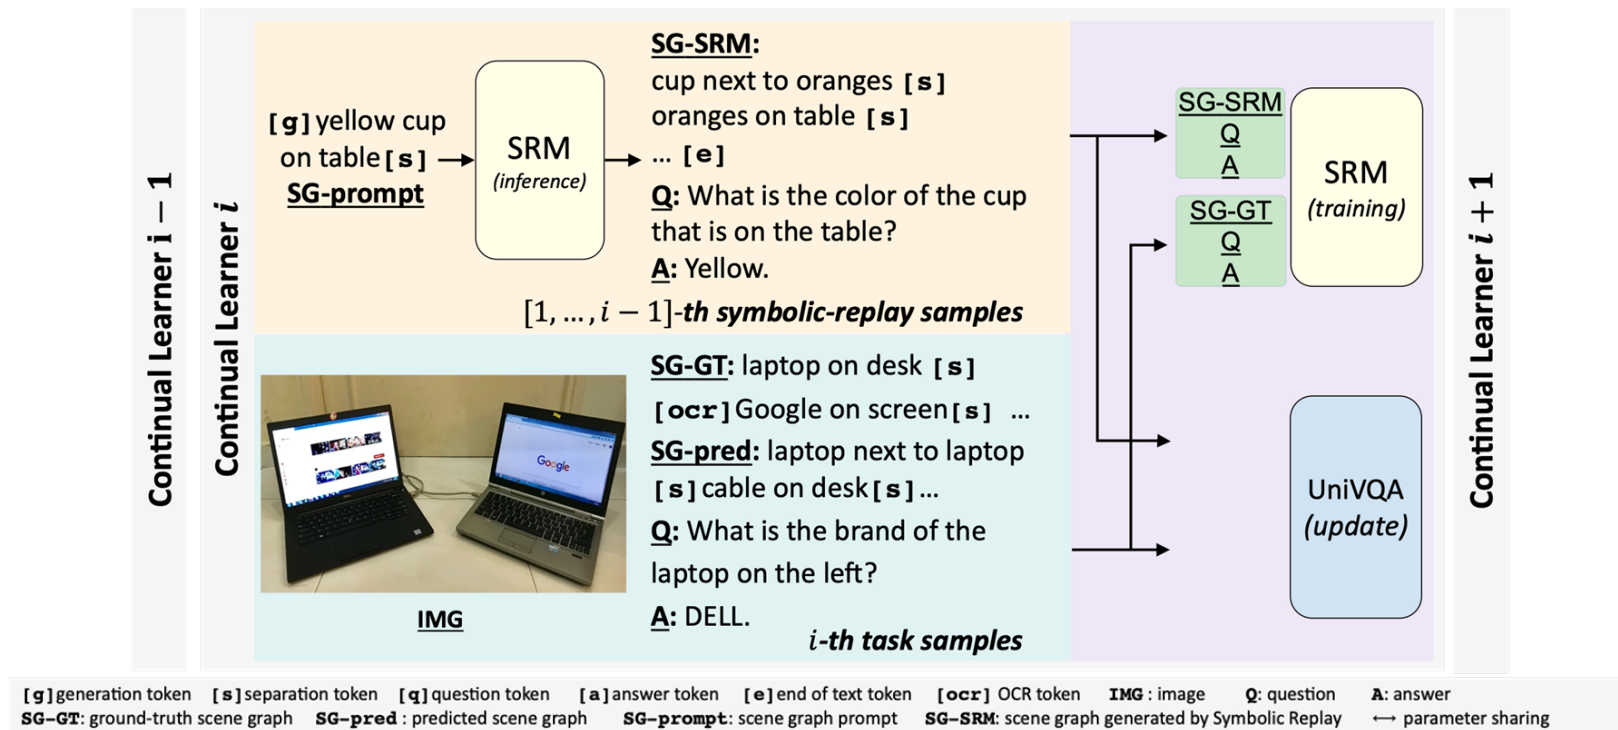 Continual Learner i − 1
Continual Learner i
[g] yellow cup
on table [s]
SG-prompt
SRM
(inference)
SG-SRM:
cup next to oranges [s]
oranges on table [s]
... [e]
Q: What is the color of the cup
that is on the table?
A: Yellow.
[1, ..., i − 1]-th symbolic-replay samples
IMG
Google
SG-GT: laptop on desk [s]
[ocr] Google on screen [s] ...
SG-pred: laptop next to laptop
[s] cable on desk [s] ...
Q: What is the brand of the
laptop on the left?
A: DELL.
i-th task samples
SG-SRM
Q
A
SG-GT
Q
A
SRM
(training)
UniVQA
(update)
Continual Learner i + 1
[g] generation token [s] separation token [q] question token [a] answer token [e] end of text token [ocr] OCR token IMG : image Q: question A: answer
SG-GT: ground-truth scene graph SG-pred : predicted scene graph SG-prompt: scene graph prompt SG-SRM: scene graph generated by Symbolic Replay ⟷ parameter sharing